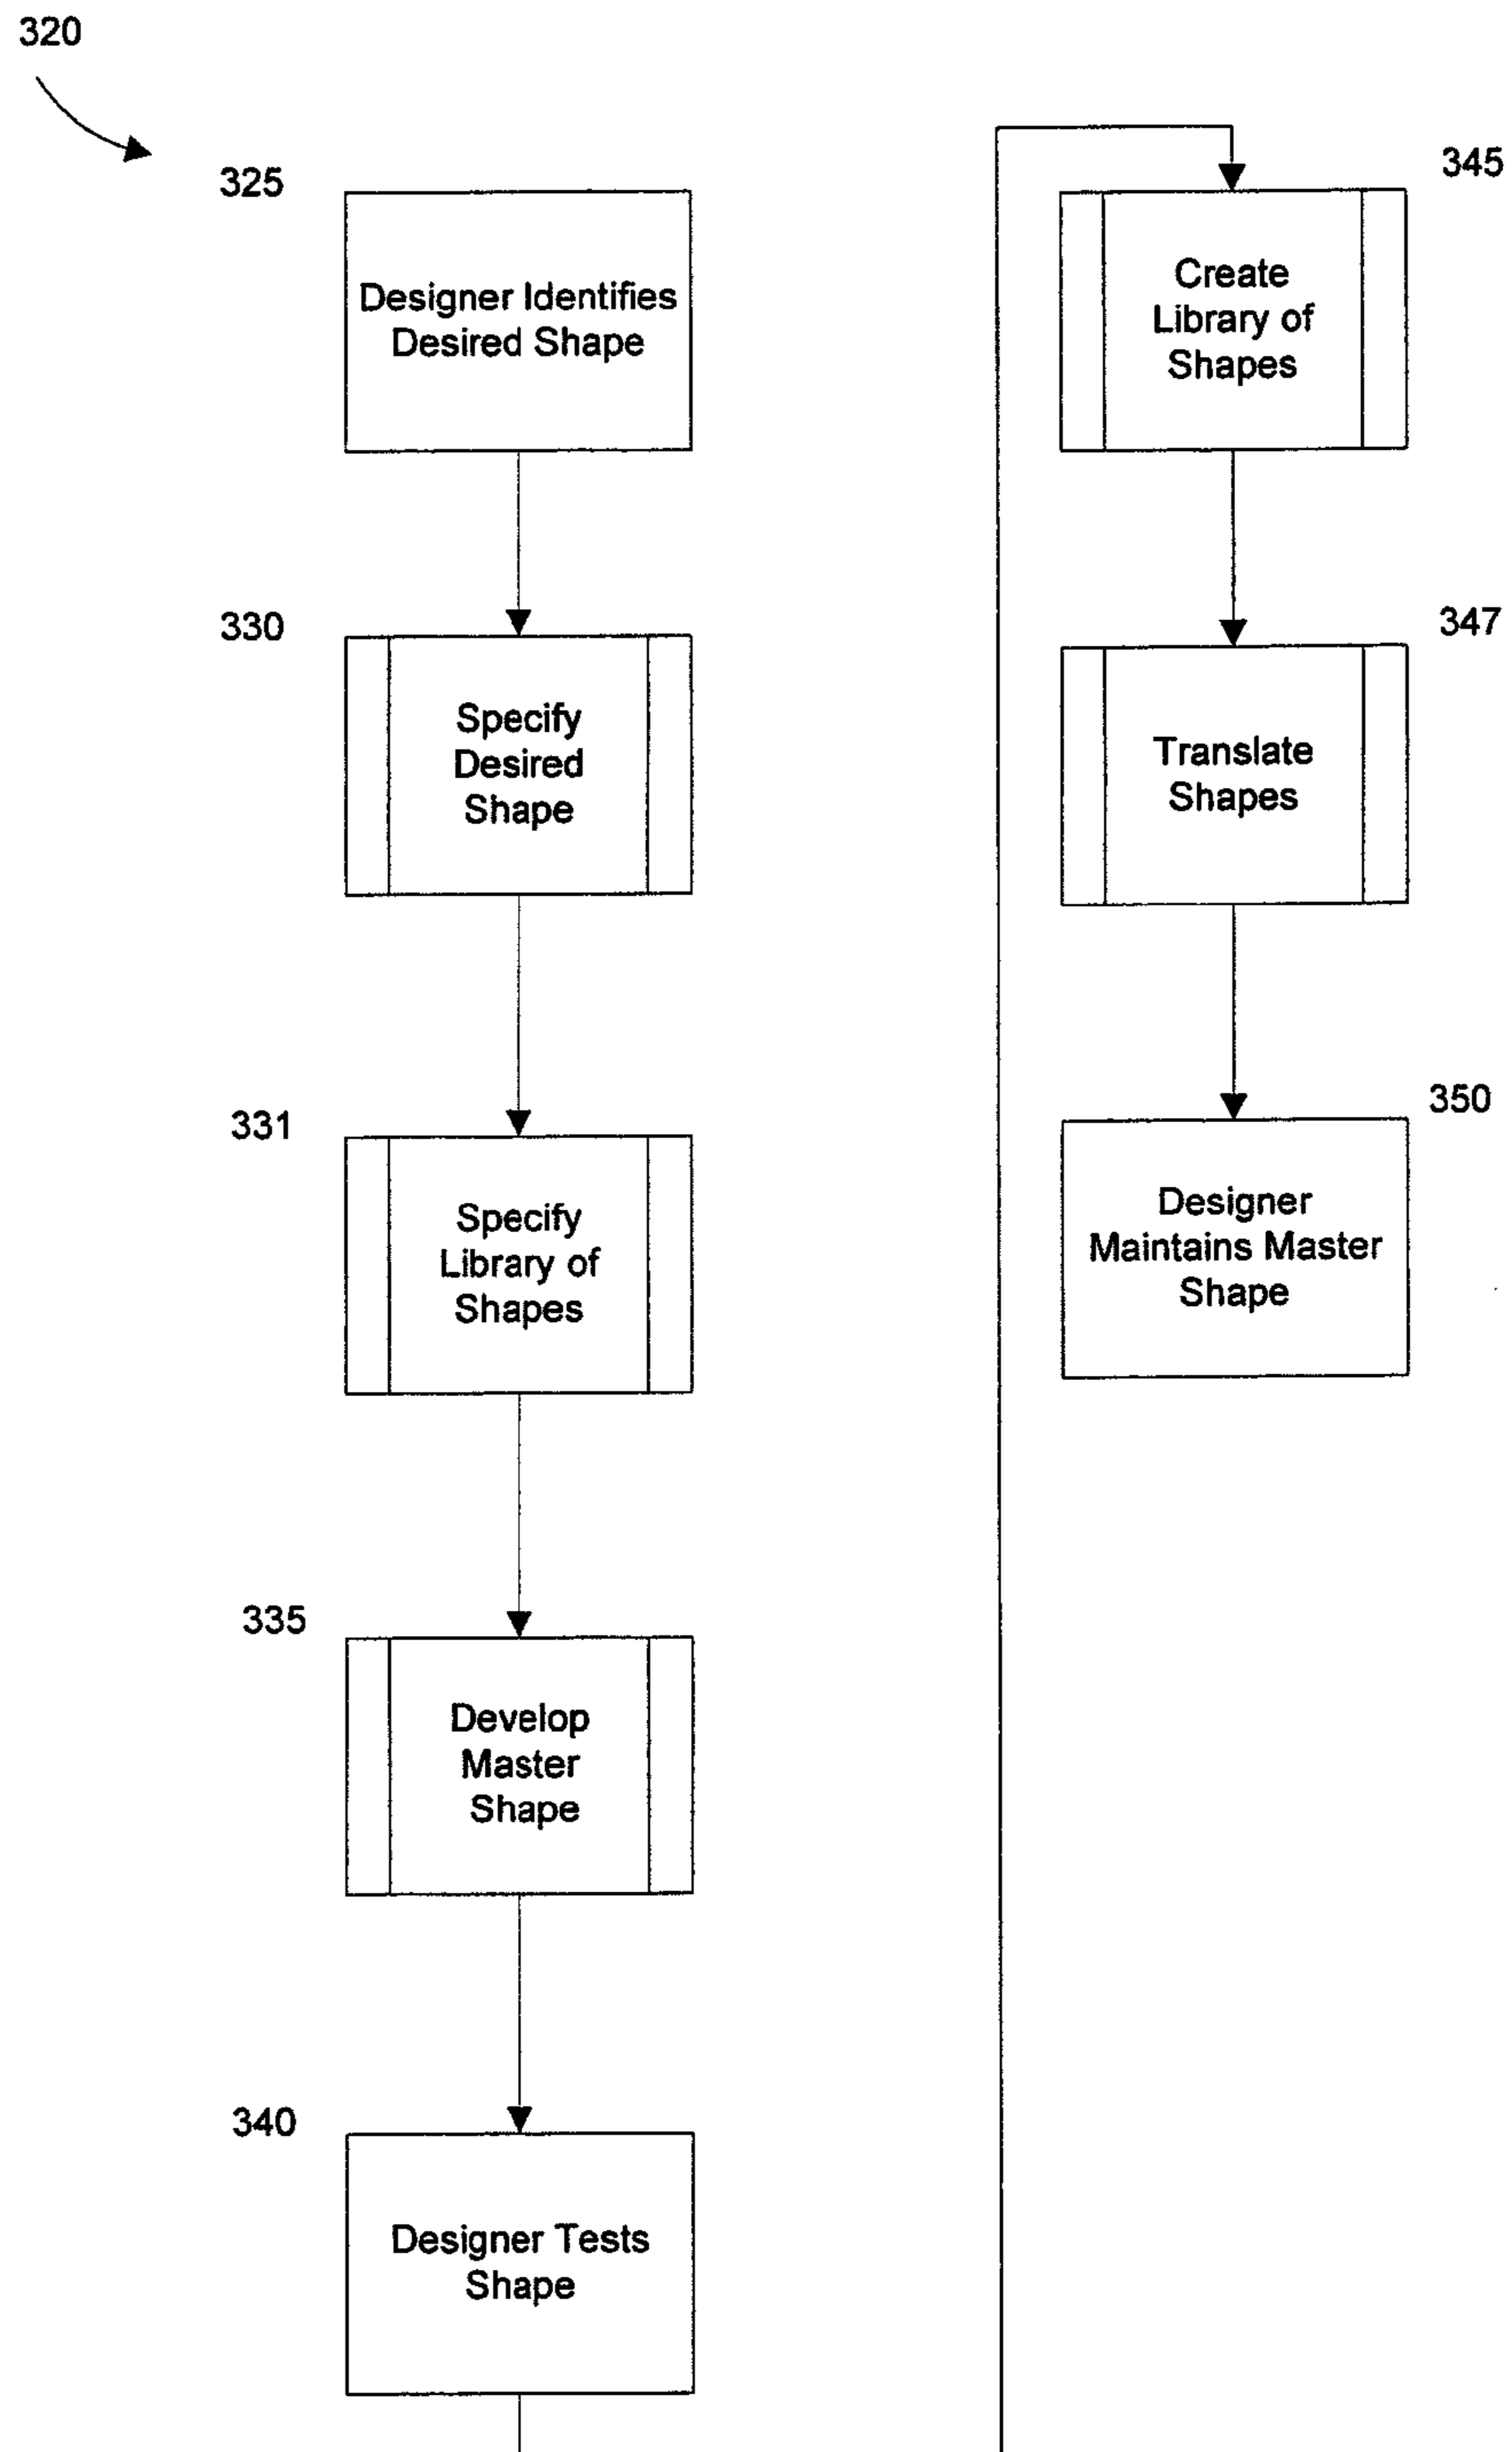 320
325
Designer Identifies
Desired Shape
330
Specify
Desired
Shape
331
Specify
Library of
Shapes
335
Develop
Master
Shape
340
Designer Tests
Shape
345
Create
Library of
Shapes
347
Translate
Shapes
350
Designer
Maintains Master
Shape